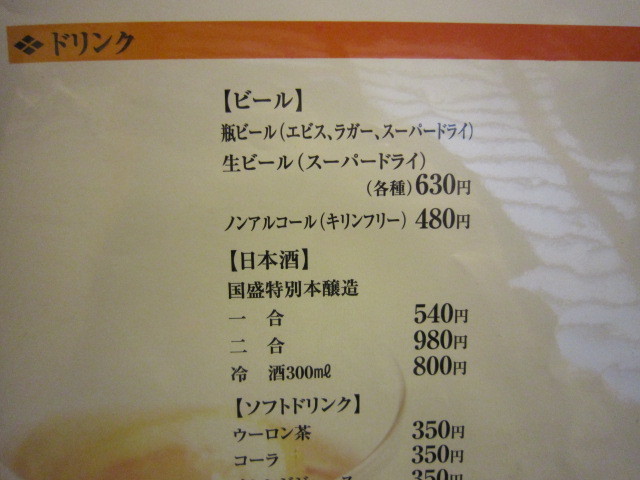 ドリンク
【ビール】
瓶ビール(エビス、ラガー、スーパードライ)
生ビール(スーパードライ)
(各種)630円
ノンアルコール(キリンフリー) 480円
【日本酒】
国盛特別本醸造
一 合 540円
二 合 980円
冷 酒300㎖ 800円
【ソフトドリンク】
ウーロン茶 350円
コーラ 350円
350円